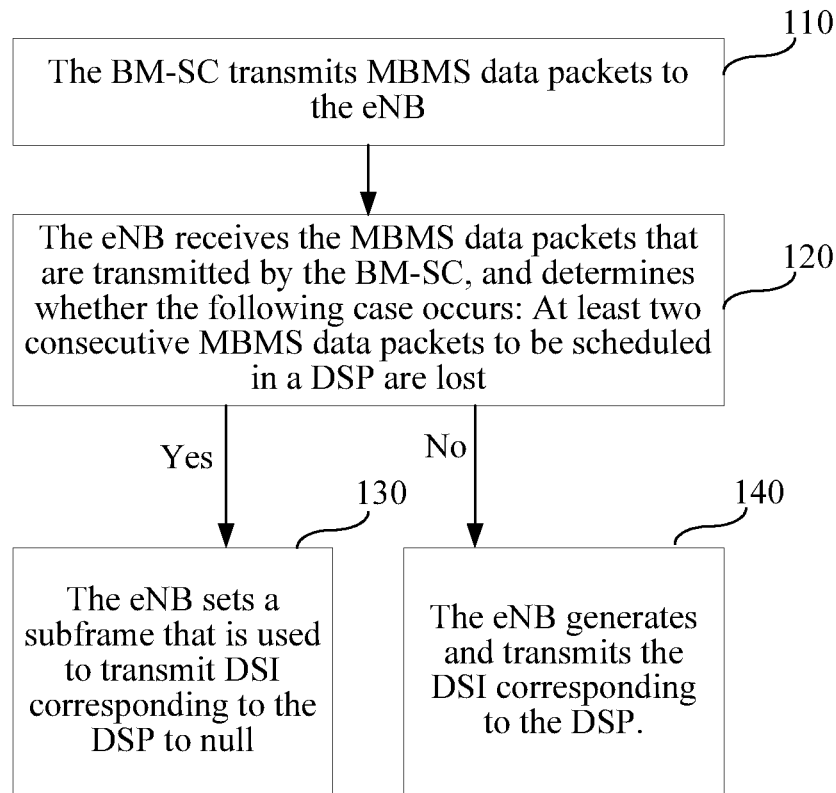 110
The BM-SC transmits MBMS data packets to
the eNB
120
The eNB receives the MBMS data packets that
are transmitted by the BM-SC, and determines
whether the following case occurs: At least two
consecutive MBMS data packets to be scheduled
in a DSP are lost
Yes
No
130
The eNB sets a
subframe that is used
to transmit DSI
corresponding to the
DSP to null
140
The eNB generates
and transmits the
DSI corresponding
to the DSP.